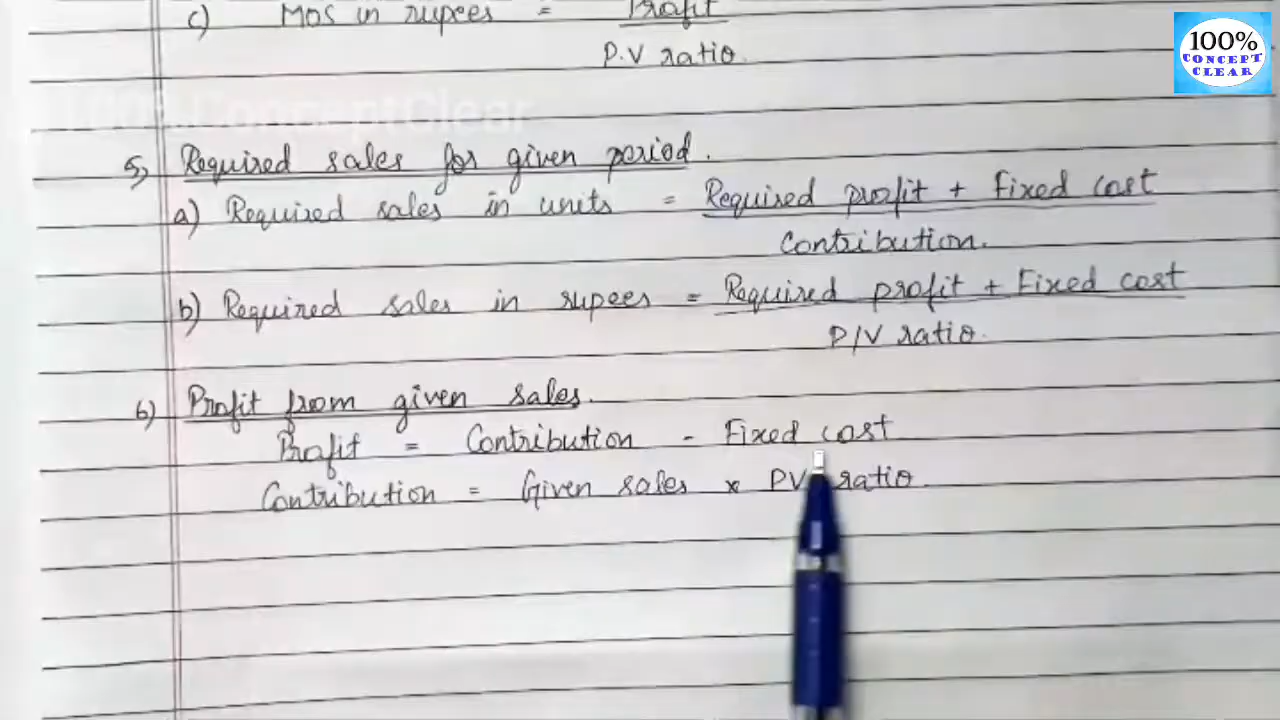 c) MOS in rupees = Profit
P.V ratio.
100%
CONCEPT
CLEAR
100% ConceptClear
5) Required sales for given period.
a) Required sales in units = Required profit + Fixed cost
Contribution.
b) Required sales in rupees = Required profit + Fixed cost
P/V ratio.
6) Profit from given sales.
Profit = Contribution - Fixed cost
Contribution = Given sales x PV ratio.